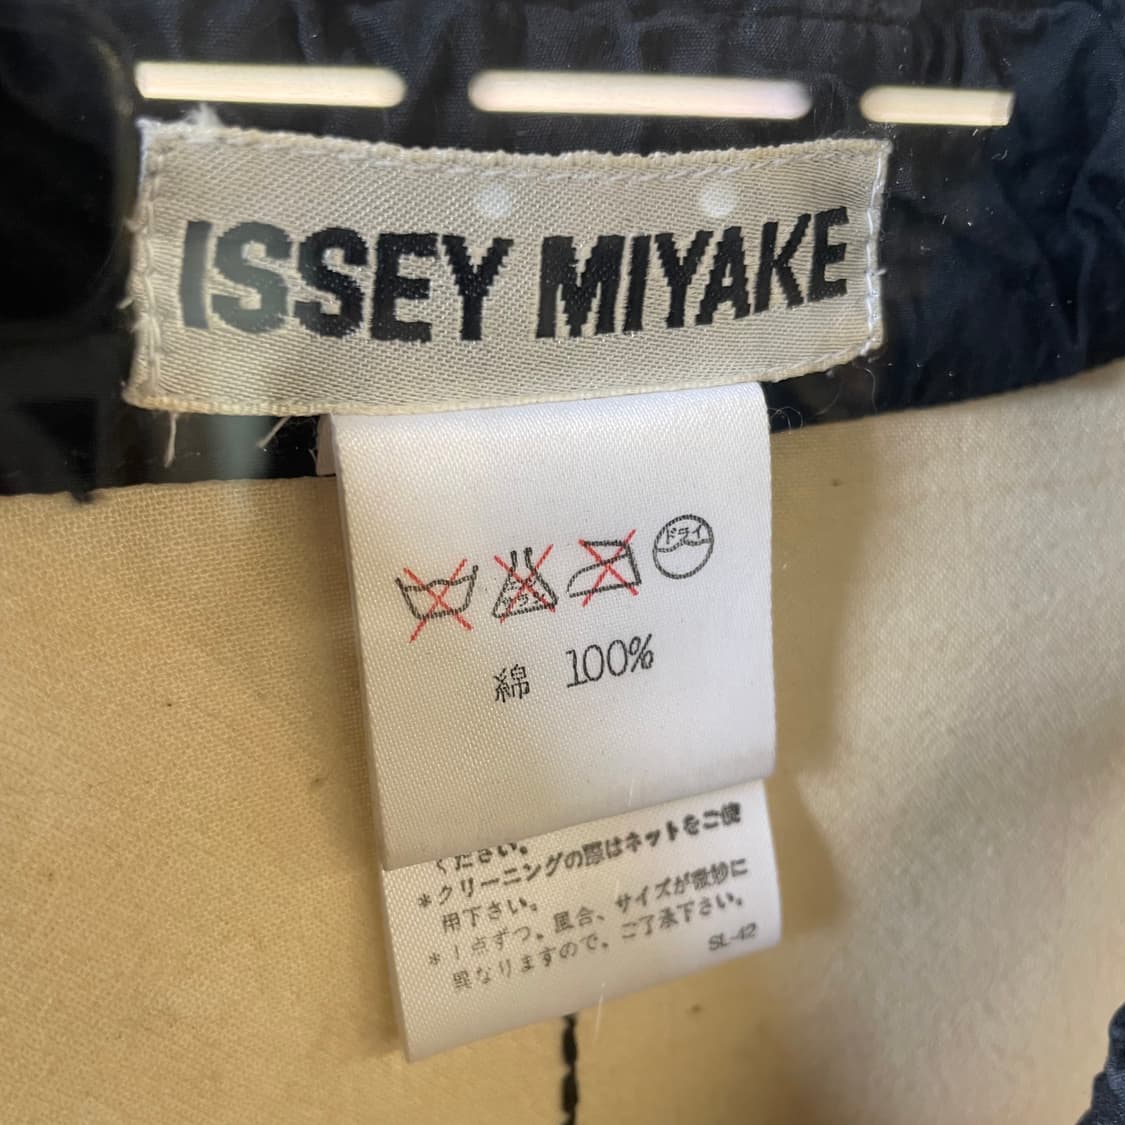 ISSEY MIYAKE
ドライ
綿 100%
ください。
*クリーニングの際はネットをご使
用下さい。
*1点ずつ、風合、サイズが微妙に
異なりますので、ご了承下さい。
SL-42